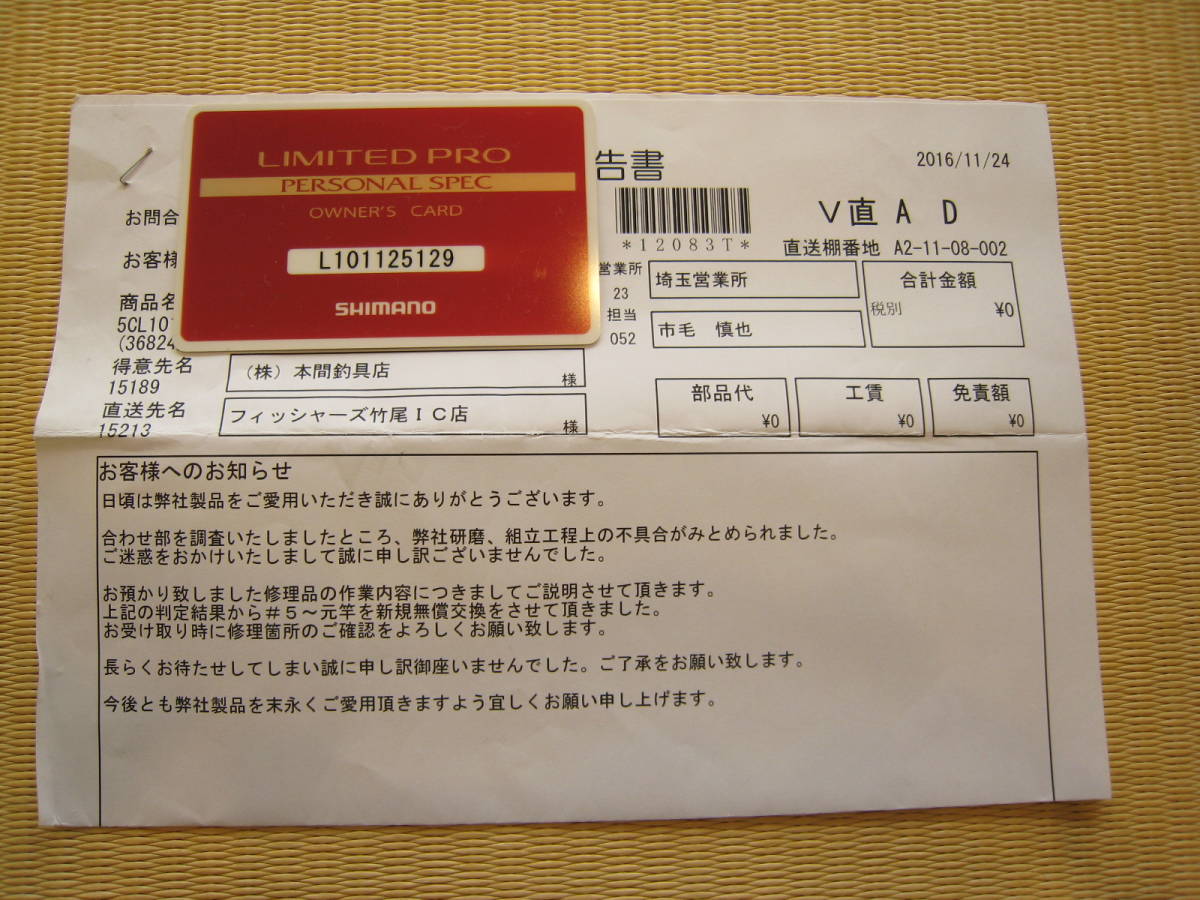 LIMITED PRO
PERSONAL SPEC
OWNER'S CARD
L101125129
SHIMANO
告書
2016/11/24
*12083T*
V直 A D
直送棚番地 A2-11-08-002
お問合
お客様
商品名
5CL10
(36824
営業所
23
埼玉営業所
担当
052
市毛 慎也
合計金額
税別 ¥0
得意先名
15189
(株)本間釣具店 様
直送先名
15213
フィッシャーズ竹尾IC店 様
部品代
¥0
工賃
¥0
免責額
¥0
お客様へのお知らせ
日頃は弊社製品をご愛用いただき誠にありがとうございます。
合わせ部を調査いたしましたところ、弊社研磨、組立工程上の不具合がみとめられました。
ご迷惑をおかけいたしまして誠に申し訳ございませんでした。
お預かり致しました修理品の作業内容につきましてご説明させて頂きます。
上記の判定結果から#5～元竿を新規無償交換をさせて頂きました。
お受け取り時に修理箇所のご確認をよろしくお願い致します。
長らくお待たせしてしまい誠に申し訳御座いませんでした。ご了承をお願い致します。
今後とも弊社製品を末永くご愛用頂きますよう宜しくお願い申し上げます。